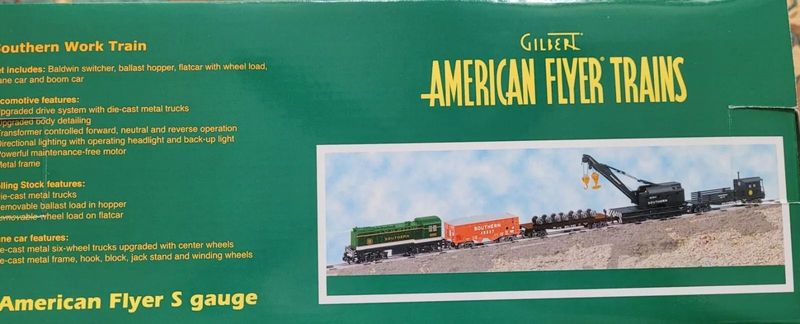 outhern Work Train
et includes: Baldwin switcher, ballast hopper, flatcar with wheel load,
ane car and boom car
comotive features:
pgraded drive system with die-cast metal trucks
pgraded body detailing
ransformer controlled forward, neutral and reverse operation
irectional lighting with operating headlight and back-up light
owerful maintenance-free motor
etal frame
lling Stock features:
ie-cast metal trucks
emovable ballast load in hopper
emovable wheel load on flatcar
ane car features:
e-cast metal six-wheel trucks upgraded with center wheels
e-cast metal frame, hook, block, jack stand and winding wheels
American Flyer S gauge
GILBERT
AMERICAN FLYER TRAINS
SOUTHERN
SOUTHERN
SOUTHERN